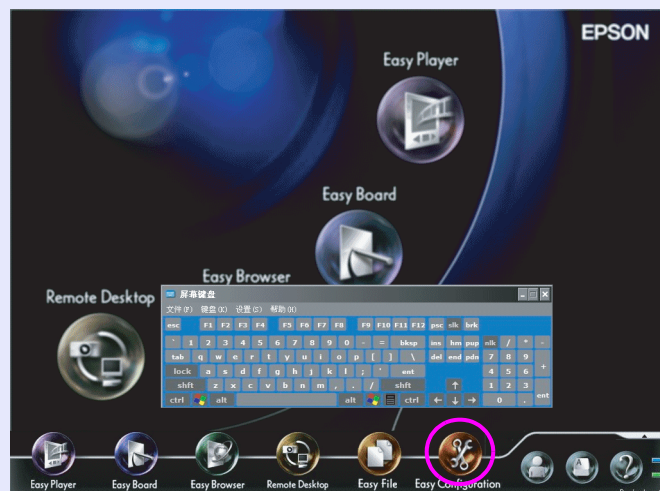 EPSON
Easy Player
Easy Board
Easy Browser
Remote Desktop
屏幕键盘
文件(F) 键盘(K) 设置(S) 帮助(H)
esc F1 F2 F3 F4 F5 F6 F7 F8 F9 F10 F11 F12 psc slk brk
` 1 2 3 4 5 6 7 8 9 0 - = bksp ins hm pup nlk / * -
tab q w e r t y u i o p [ ] \ del end pdn 7 8 9 +
lock a s d f g h j k l ; ' ent 4 5 6
shft z x c v b n m , . / shft ↑ 1 2 3 ent
ctrl alt alt ctrl ← ↓ → 0 .
Easy Player Easy Board Easy Browser Remote Desktop Easy File Easy Configuration